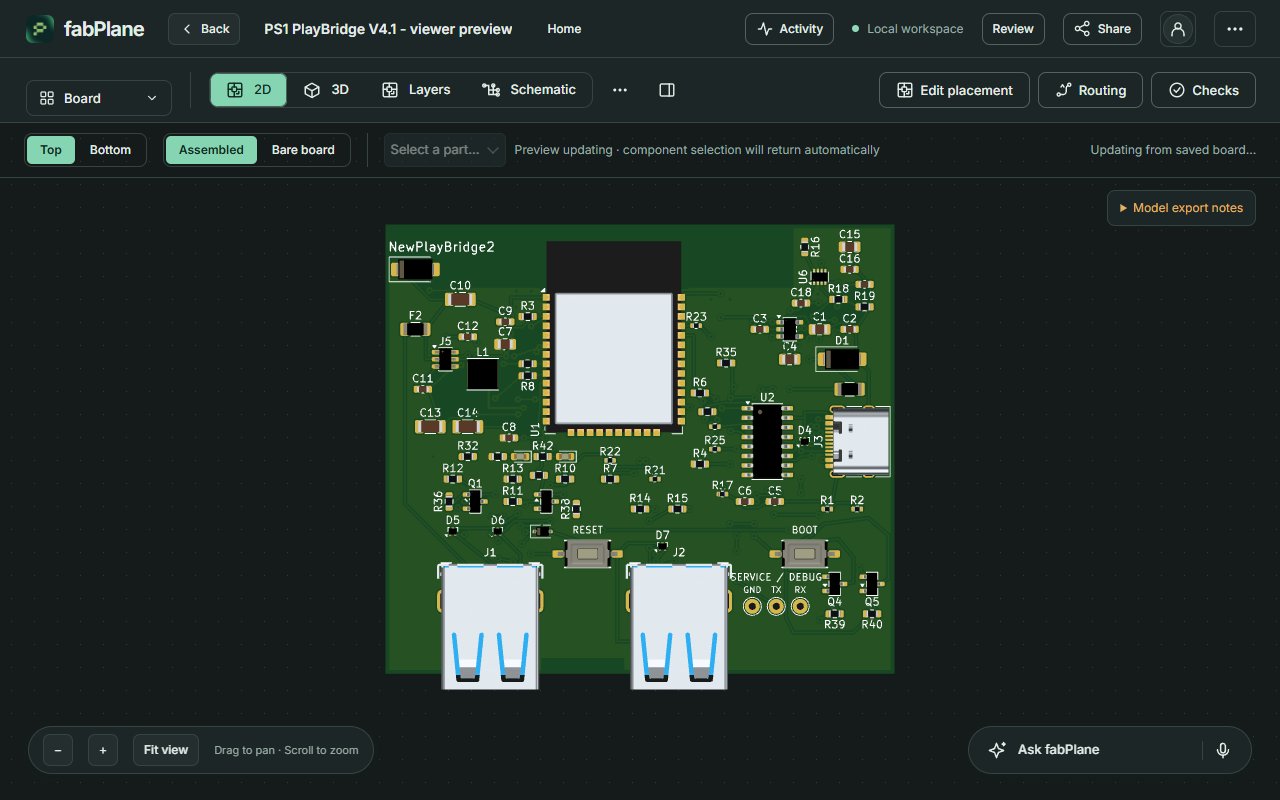 fabPlane
Back
PS1 PlayBridge V4.1 - viewer preview
Home
Activity
Local workspace
Review
Share
Board
2D
3D
Layers
Schematic
Edit placement
Routing
Checks
Top
Bottom
Assembled
Bare board
Select a part...
Preview updating · component selection will return automatically
Updating from saved board...
Model export notes
NewPlayBridge2
R16
C15
C16
U6
C10
C18
R18
R19
R3
C9
F2
C12
C7
R23
C3
C1
C2
J5
L1
C4
D1
R35
C11
R8
R6
U2
C13
C14
C8
U1
D4
J3
R32
R42
R22
R25
R4
R12
R13
R10
R7
R21
Q1
R36
R11
R38
R14
R15
R17
C6
C5
R1
R2
D5
D6
RESET
D7
BOOT
J1
J2
SERVICE / DEBUG
GND
TX
RX
Q4
Q5
R39
R40
−
+
Fit view
Drag to pan · Scroll to zoom
Ask fabPlane